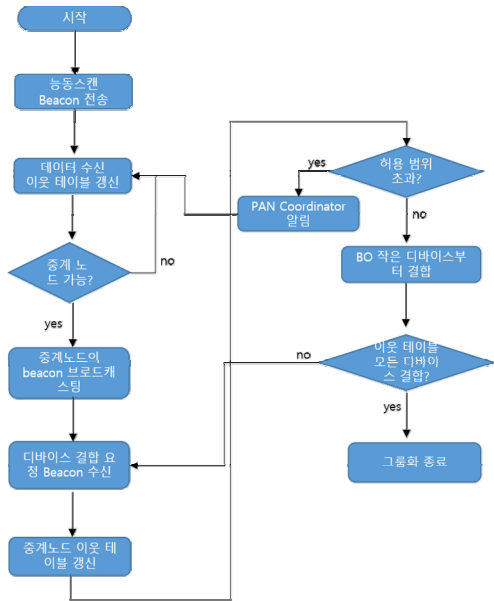 시작
능동스캔
Beacon 전송
데이터 수신
이웃 테이블 갱신
중계 노
드 가능?
no
yes
중계노드의
beacon 브로드캐
스팅
디바이스 결합 요
청 Beacon 수신
중계노드 이웃 테
이블 갱신
허용 범위
초과?
yes
PAN Coordinator
알림
no
BO 작은 디바이스부
터 결합
이웃 테이블
모든 디바이
스 결합?
no
yes
그룹화 종료